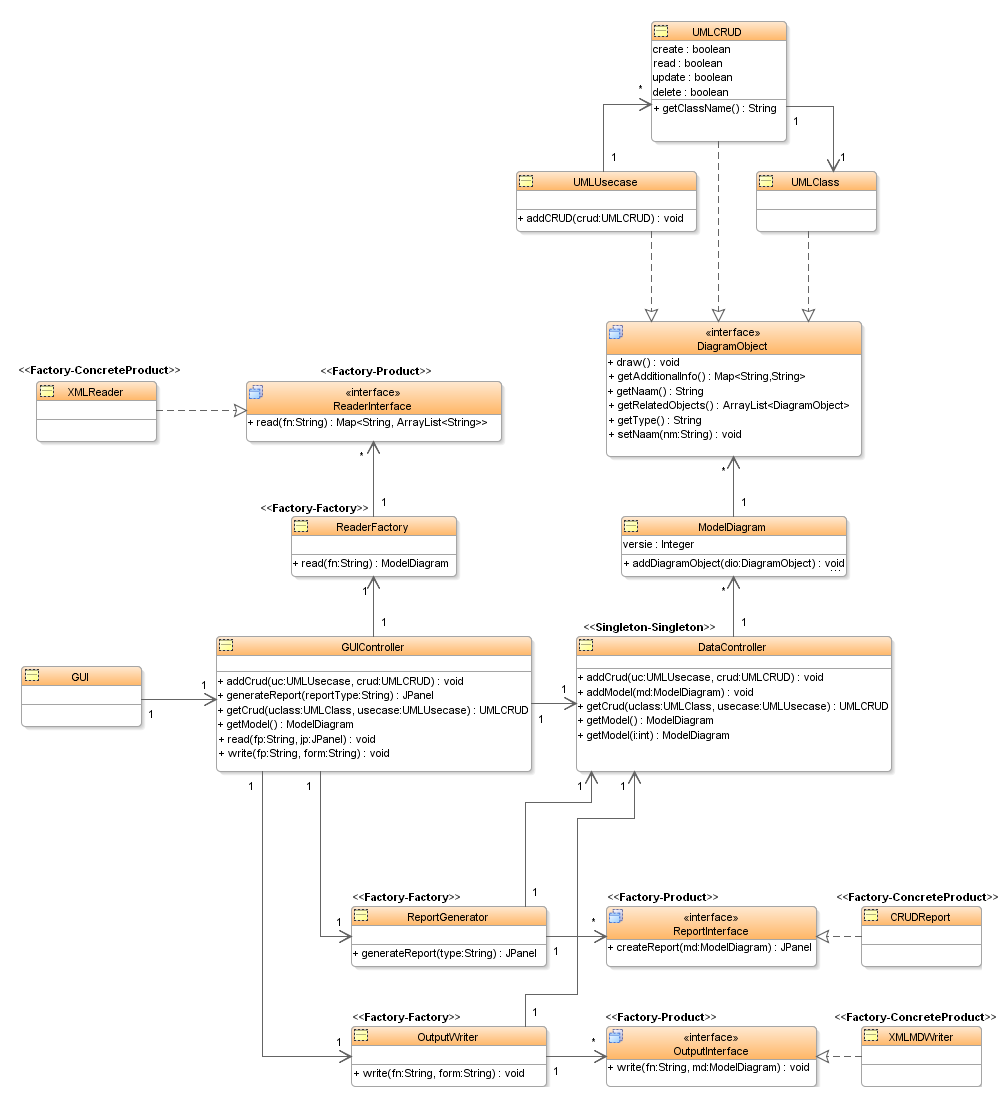 UMLCRUD
create : boolean
read : boolean
update : boolean
delete : boolean
+ getClassName() : String
*
1
1
1
UMLUsecase
+ addCRUD(crud:UMLCRUD) : void
UMLClass
«interface»
DiagramObject
+ draw() : void
+ getAdditionalInfo() : Map<String,String>
+ getNaam() : String
+ getRelatedObjects() : ArrayList<DiagramObject>
+ getType() : String
+ setNaam(nm:String) : void
<<Factory-ConcreteProduct>>
XMLReader
<<Factory-Product>>
«interface»
ReaderInterface
+ read(fn:String) : Map<String, ArrayList<String>>
*
1
*
1
<<Factory-Factory>>
ReaderFactory
+ read(fn:String) : ModelDiagram
ModelDiagram
versie : Integer
+ addDiagramObject(dio:DiagramObject) : void
...
1
1
*
1
<<Singleton-Singleton>>
GUI
1
1
GUIController
+ addCrud(uc:UMLUsecase, crud:UMLCRUD) : void
+ generateReport(reportType:String) : JPanel
+ getCrud(uclass:UMLClass, usecase:UMLUsecase) : UMLCRUD
+ getModel() : ModelDiagram
+ read(fp:String, jp:JPanel) : void
+ write(fp:String, form:String) : void
1
1
DataController
+ addCrud(uc:UMLUsecase, crud:UMLCRUD) : void
+ addModel(md:ModelDiagram) : void
+ getCrud(uclass:UMLClass, usecase:UMLUsecase) : UMLCRUD
+ getModel() : ModelDiagram
+ getModel(i:int) : ModelDiagram
1
1
1
1
1
<<Factory-Factory>>
ReportGenerator
+ generateReport(type:String) : JPanel
1
1
*
<<Factory-Product>>
«interface»
ReportInterface
+ createReport(md:ModelDiagram) : JPanel
<<Factory-ConcreteProduct>>
CRUDReport
1
<<Factory-Factory>>
OutputWriter
+ write(fn:String, form:String) : void
1
1
*
<<Factory-Product>>
«interface»
OutputInterface
+ write(fn:String, md:ModelDiagram) : void
<<Factory-ConcreteProduct>>
XMLMDWriter